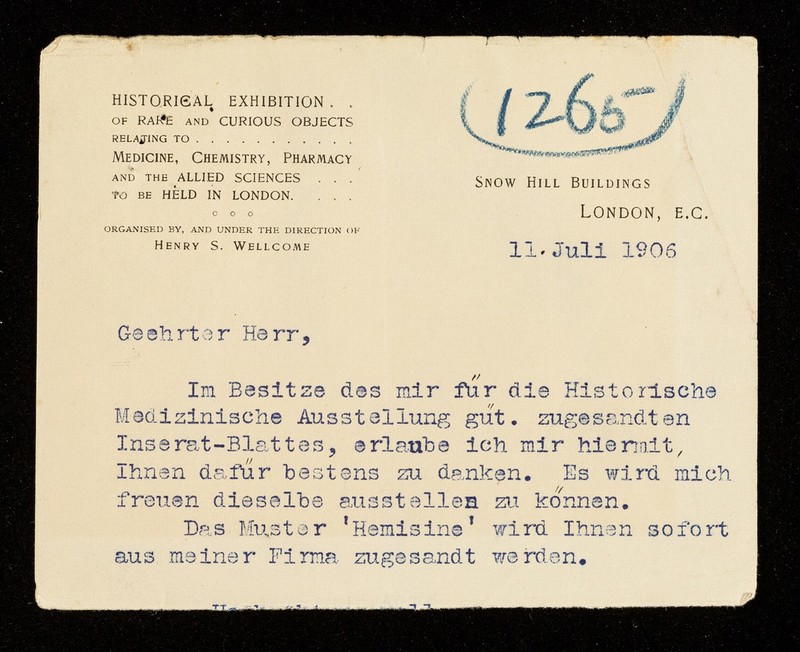 HISTORICAL EXHIBITION . .
OF RARE AND CURIOUS OBJECTS
RELATING TO . . . . . . . . . . .
MEDICINE, CHEMISTRY, PHARMACY
AND THE ALLIED SCIENCES . . .
TO BE HELD IN LONDON. . . .
o o o
ORGANISED BY, AND UNDER THE DIRECTION OF
HENRY S. WELLCOME
(1265)
SNOW HILL BUILDINGS
LONDON, E.C.
11. Juli 1906
Geehrter Herr,
Im Besitze des mir für die Historische
Medizinische Ausstellung güt. zugesandten
Inserat-Blattes, erlaube ich mir hiermit,
Ihnen dafür bestens zu danken. Es wird mich
freuen dieselbe ausstellen zu können.
Das Muster 'Hemisine' wird Ihnen sofort
aus meiner Firma zugesandt werden.